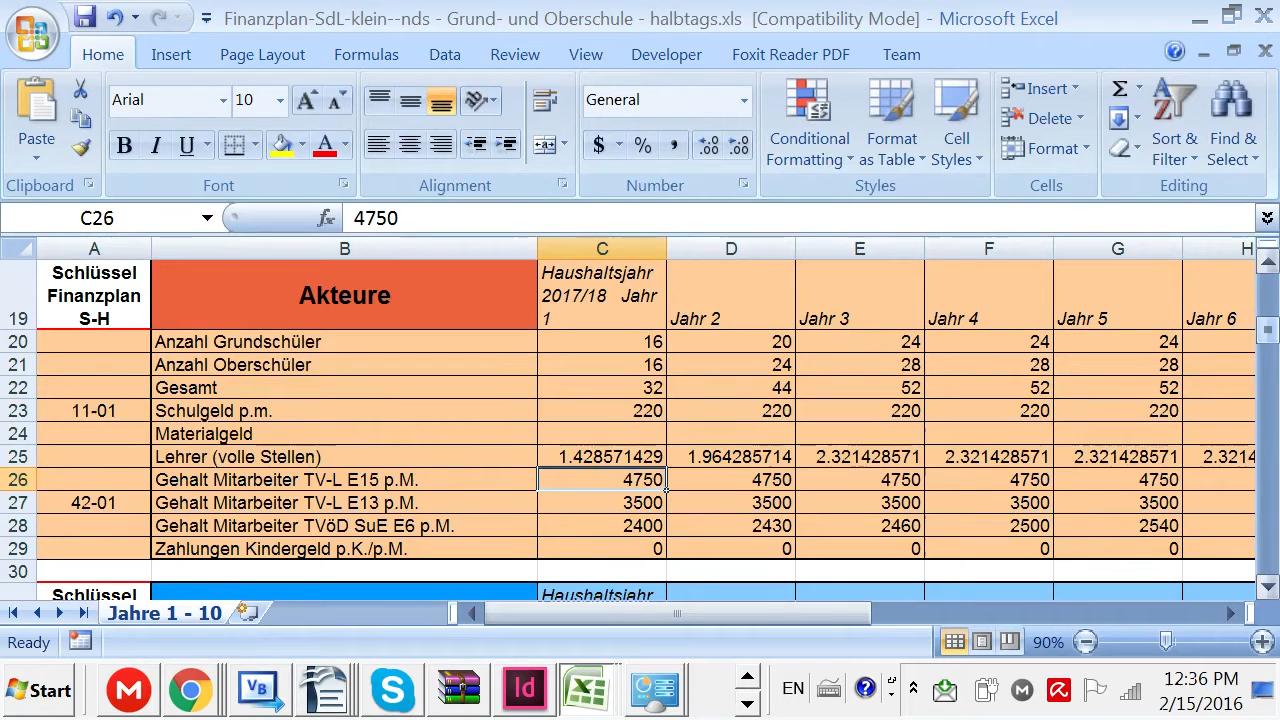 Finanzplan-SdL-klein--nds - Grund- und Oberschule - halbtags.xls [Compatibility Mode] - Microsoft Excel
Home Insert Page Layout Formulas Data Review View Developer Foxit Reader PDF Team
Arial 10 General
Paste
B I U A $ % ,
Conditional Formatting Format as Table Cell Styles
Insert
Delete
Format
Sort & Filter Find & Select
Clipboard Font Alignment Number Styles Cells Editing
C26 fx 4750
A B C D E F G H
19 Schlüssel Finanzplan S-H Akteure Haushaltsjahr 2017/18 Jahr 1 Jahr 2 Jahr 3 Jahr 4 Jahr 5 Jahr 6
20 Anzahl Grundschüler 16 20 24 24 24
21 Anzahl Oberschüler 16 24 28 28 28
22 Gesamt 32 44 52 52 52
23 11-01 Schulgeld p.m. 220 220 220 220 220
24 Materialgeld
25 Lehrer (volle Stellen) 1.428571429 1.964285714 2.321428571 2.321428571 2.321428571 2.3214
26 Gehalt Mitarbeiter TV-L E15 p.M. 4750 4750 4750 4750 4750
27 42-01 Gehalt Mitarbeiter TV-L E13 p.M. 3500 3500 3500 3500 3500
28 Gehalt Mitarbeiter TVöD SuE E6 p.M. 2400 2430 2460 2500 2540
29 Zahlungen Kindergeld p.K./p.M. 0 0 0 0 0
30
Schlüssel Haushaltsjahr
Jahre 1 - 10
Ready 90%
Start EN 12:36 PM
2/15/2016